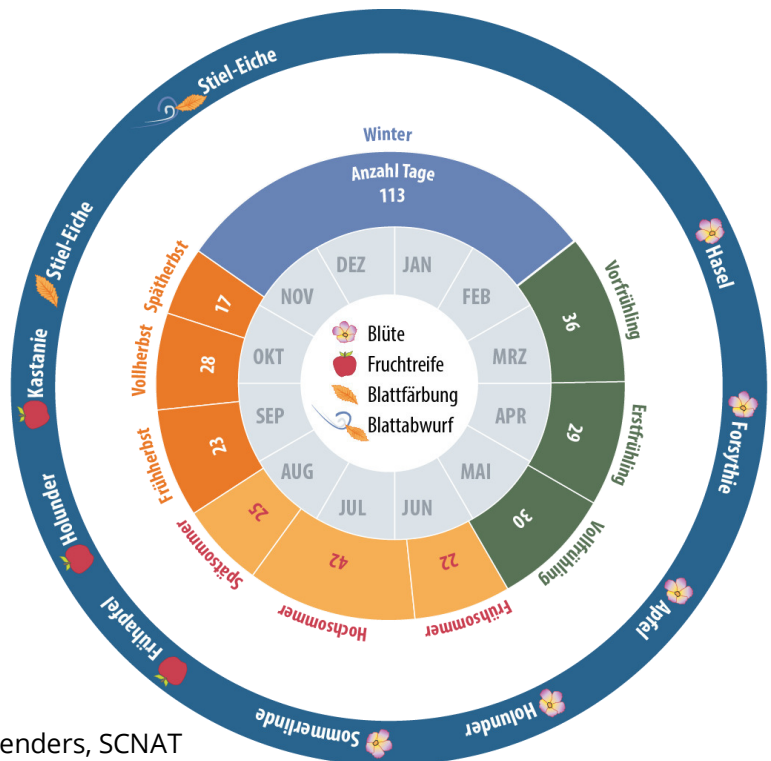 Winter
Anzahl Tage
113
Vorfrühling
36
Erstfrühling
29
Vollfrühling
30
Frühsommer
22
Hochsommer
42
Spätsommer
25
Frühherbst
23
Vollherbst
28
Spätherbst
17
JAN
FEB
MRZ
APR
MAI
JUN
JUL
AUG
SEP
OKT
NOV
DEZ
Blüte
Fruchtreife
Blattfärbung
Blattabwurf
Hasel
Forsythie
Apfel
Holunder
Sommerlinde
Frühapfel
Holunder
Kastanie
Stiel-Eiche
Stiel-Eiche
enders, SCNAT